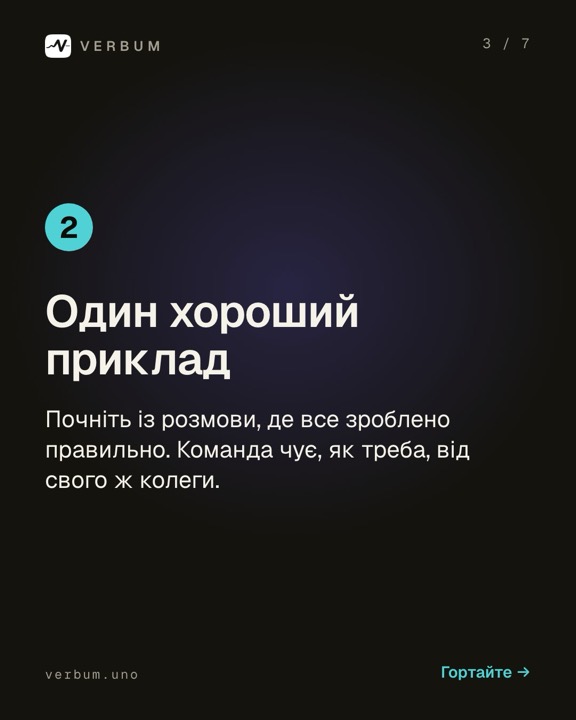 VERBUM
3 / 7
2
Один хороший
приклад
Почніть із розмови, де все зроблено
правильно. Команда чує, як треба, від
свого ж колеги.
verbum.uno
Гортайте →